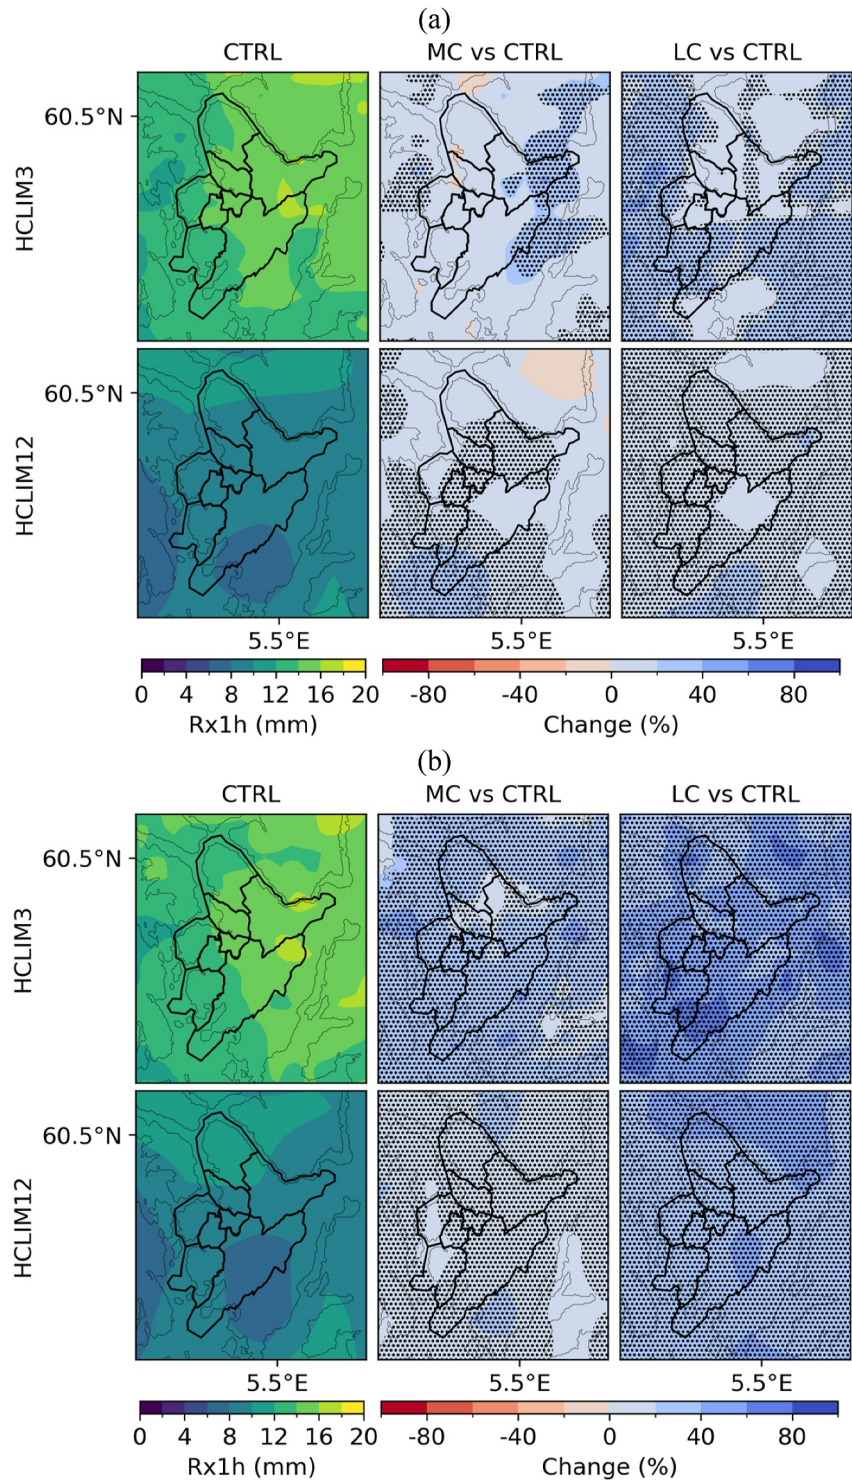 (a)
CTRL MC vs CTRL LC vs CTRL
60.5°N
HCLIM3
60.5°N
HCLIM12
5.5°E 5.5°E
0 4 8 12 16 20 -80 -40 0 40 80
Rx1h (mm) Change (%)
(b)
CTRL MC vs CTRL LC vs CTRL
60.5°N
HCLIM3
60.5°N
HCLIM12
5.5°E 5.5°E 5.5°E
0 4 8 12 16 20 -80 -40 0 40 80
Rx1h (mm) Change (%)